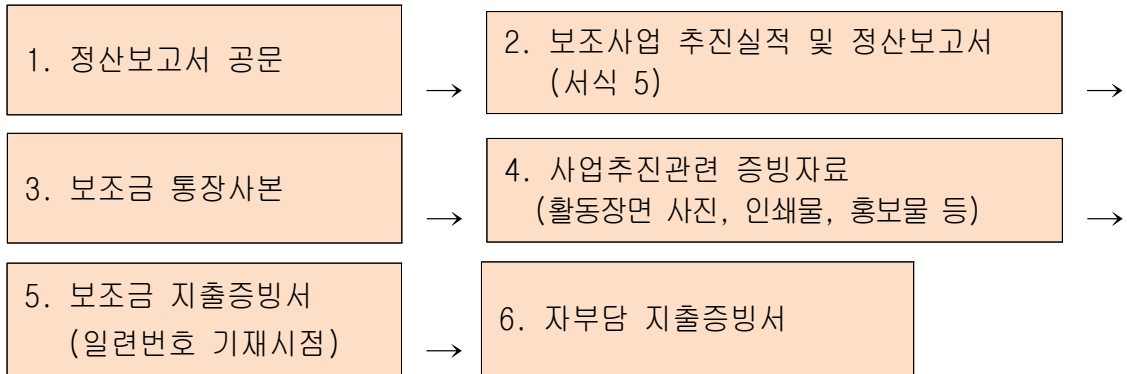 1. 정산보고서 공문
→
2. 보조사업 추진실적 및 정산보고서
(서식 5)
→
3. 보조금 통장사본
→
4. 사업추진관련 증빙자료
(활동장면 사진, 인쇄물, 홍보물 등)
→
5. 보조금 지출증빙서
(일련번호 기재시점)
→
6. 자부담 지출증빙서